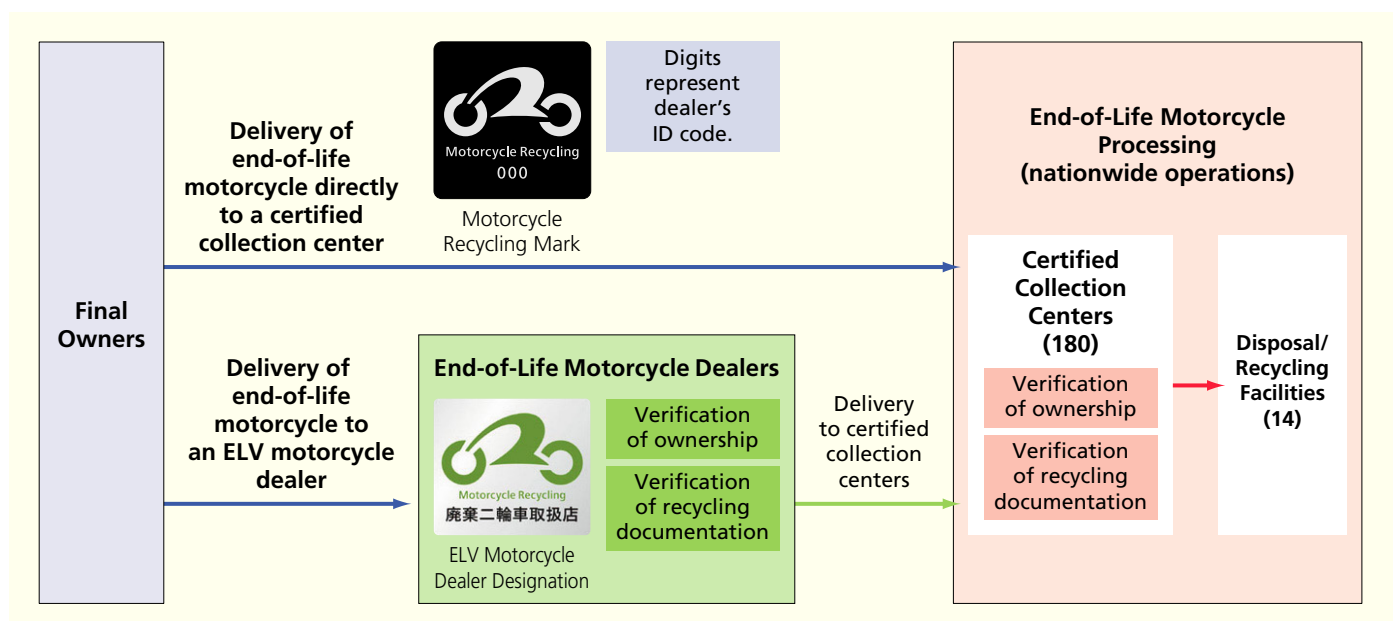 Final
Owners
Delivery of
end-of-life
motorcycle directly
to a certified
collection center
Motorcycle Recycling
000
Motorcycle
Recycling Mark
Digits
represent
dealer's
ID code.
Delivery of
end-of-life
motorcycle to
an ELV motorcycle
dealer
End-of-Life Motorcycle Dealers
Motorcycle Recycling
廃棄二輪車取扱店
ELV Motorcycle
Dealer Designation
Verification
of ownership
Verification
of recycling
documentation
Delivery
to certified
collection
centers
End-of-Life Motorcycle
Processing
(nationwide operations)
Certified
Collection
Centers
(180)
Verification
of ownership
Verification
of recycling
documentation
Disposal/
Recycling
Facilities
(14)